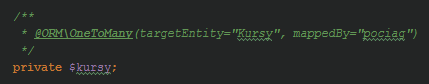 /**
* @ORM\OneToMany(targetEntity="Kursy", mappedBy="pociag")
*/
private $kursy;